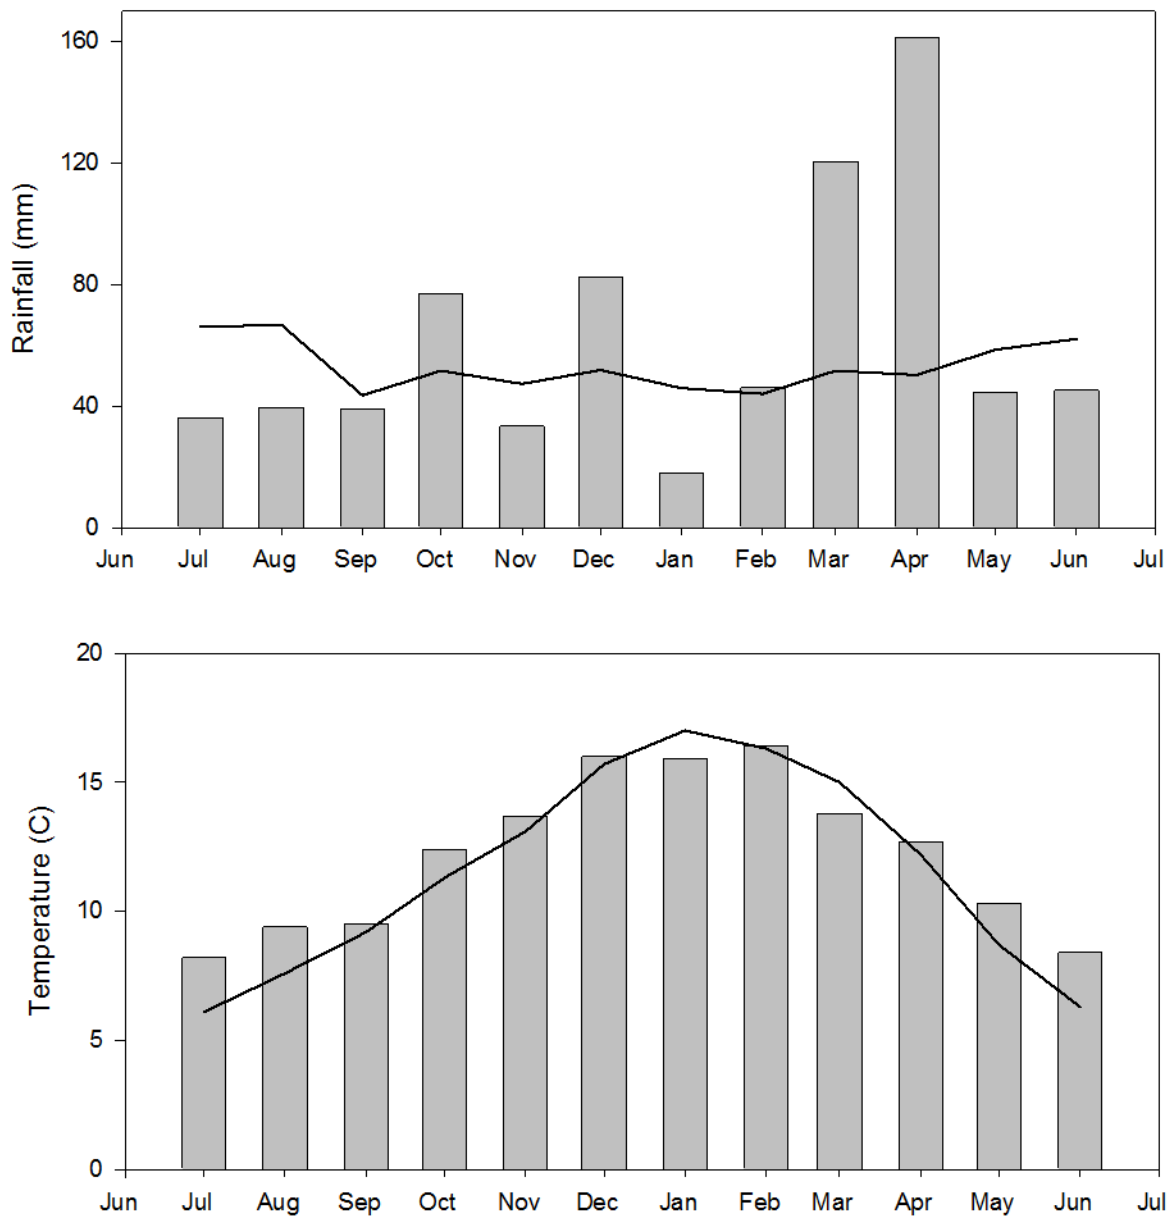 Rainfall (mm)
160
120
80
40
0
Jun Jul Aug Sep Oct Nov Dec Jan Feb Mar Apr May Jun Jul
Temperature (C)
20
15
10
5
0
Jun Jul Aug Sep Oct Nov Dec Jan Feb Mar Apr May Jun Jul